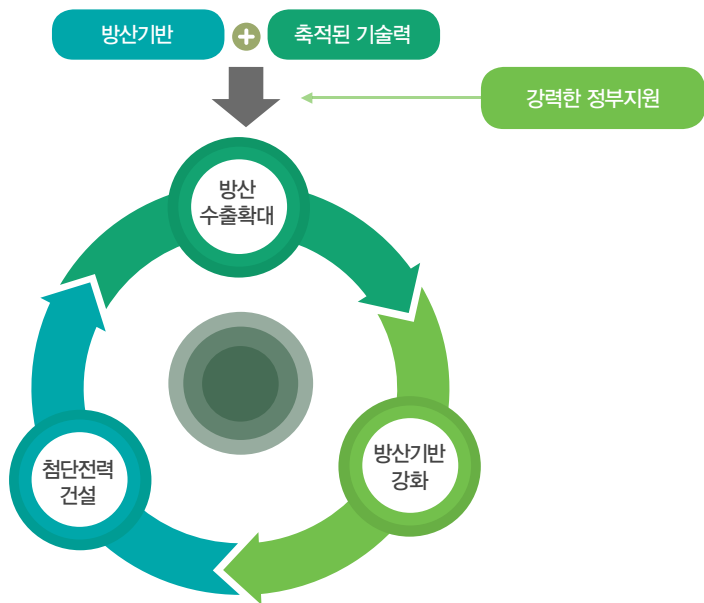 방산기반
축적된 기술력
강력한 정부지원
방산
수출확대
방산기반
강화
첨단전력
건설